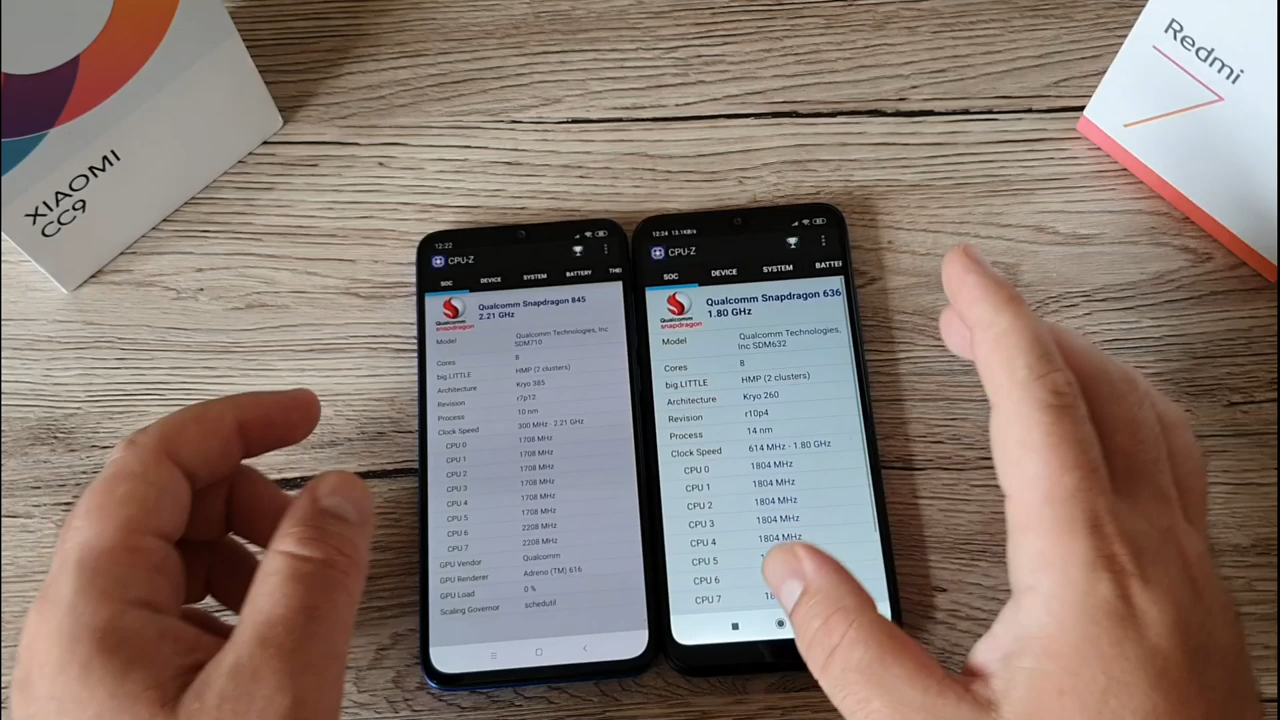 XIAOMI
CC9
Redmi
7
12:22
CPU-Z
SOC
DEVICE
SYSTEM
BATTERY
Qualcomm
snapdragon
Qualcomm Snapdragon 845
2.21 GHz
Model
Qualcomm Technologies, Inc
SDM710
Cores
8
big.LITTLE
HMP (2 clusters)
Architecture
Kryo 385
Revision
r7p12
Process
10 nm
Clock Speed
300 MHz - 2.21 GHz
CPU 0
1708 MHz
CPU 1
1708 MHz
CPU 2
1708 MHz
CPU 3
1708 MHz
CPU 4
1708 MHz
CPU 5
1708 MHz
CPU 6
2208 MHz
CPU 7
2208 MHz
GPU Vendor
Qualcomm
GPU Renderer
Adreno (TM) 616
GPU Load
0 %
Scaling Governor
schedutil
12:24 13.1KB/s
CPU-Z
SOC
DEVICE
SYSTEM
BATTER
Qualcomm
snapdragon
Qualcomm Snapdragon 636
1.80 GHz
Model
Qualcomm Technologies,
Inc SDM632
Cores
8
big.LITTLE
HMP (2 clusters)
Architecture
Kryo 260
Revision
r10p4
Process
14 nm
Clock Speed
614 MHz - 1.80 GHz
CPU 0
1804 MHz
CPU 1
1804 MHz
CPU 2
1804 MHz
CPU 3
1804 MHz
CPU 4
1804 MHz
CPU 5
CPU 6
CPU 7